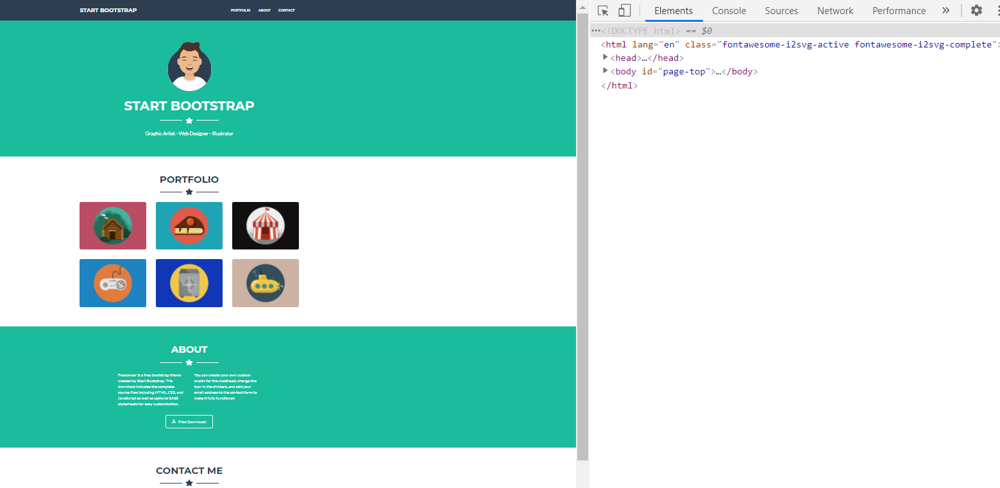 START BOOTSTRAP
PORTFOLIO ABOUT CONTACT
START BOOTSTRAP
Graphic Artist - Web Designer - Illustrator
PORTFOLIO
ABOUT
Freelancer is a free bootstrap theme
created by Start Bootstrap. The
download includes the complete
source files including HTML, CSS, and
JavaScript as well as optional SASS
stylesheets for easy customization.
You can create your own custom
avatar for the masthead, change the
icon in the dividers, and add your
email address to the contact form to
make it fully functional!
Free Download!
CONTACT ME
Elements Console Sources Network Performance »
…<!DOCTYPE html> == $0
<html lang="en" class="fontawesome-i2svg-active fontawesome-i2svg-complete">
<head>…</head>
<body id="page-top">…</body>
</html>